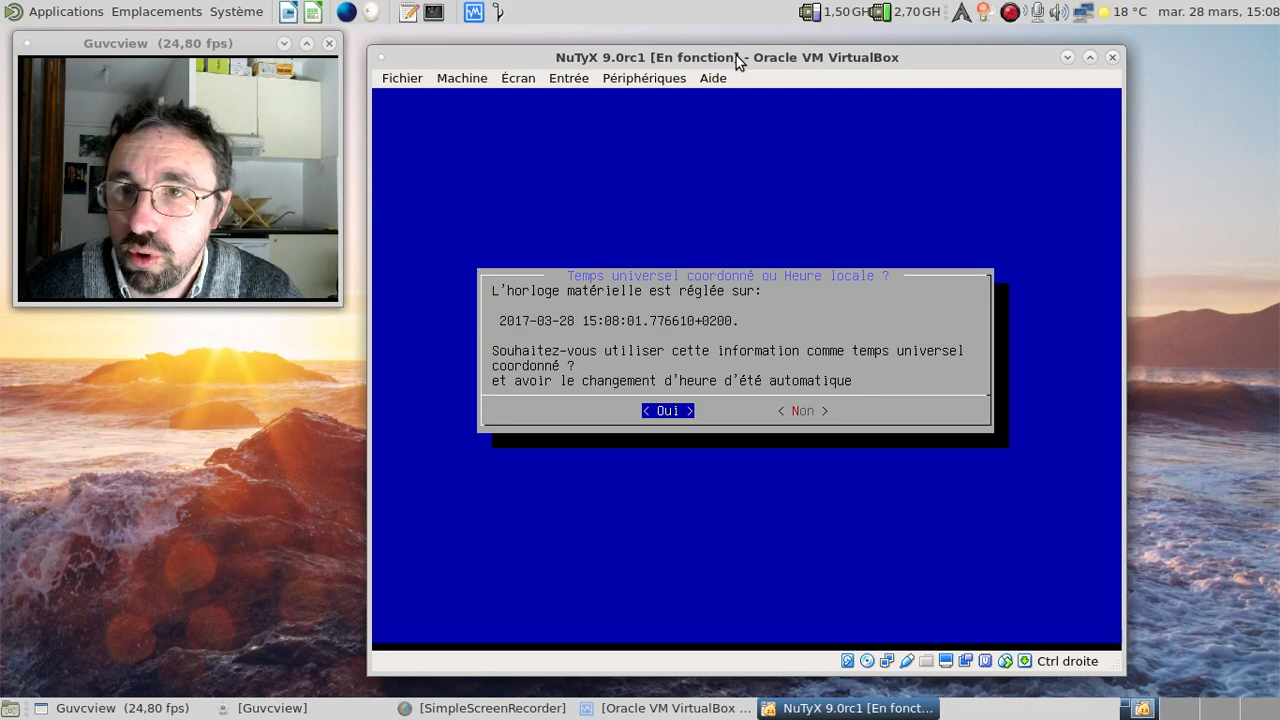 Applications Emplacements Système 1,50 GH 2,70 GH 18 °C mar. 28 mars, 15:08
Guvcview (24,80 fps)
NuTyX 9.0rc1 [En fonction] - Oracle VM VirtualBox
Fichier Machine Écran Entrée Périphériques Aide
Temps universel coordonné ou Heure locale ?
L'horloge matérielle est réglée sur:
2017-03-28 15:08:01.776610+0200.
Souhaitez-vous utiliser cette information comme temps universel
coordonné ?
et avoir le changement d'heure d'été automatique
< Oui > < Non >
Ctrl droite
Guvcview (24,80 fps) [Guvcview] [SimpleScreenRecorder] [Oracle VM VirtualBox ... NuTyX 9.0rc1 [En fonct...